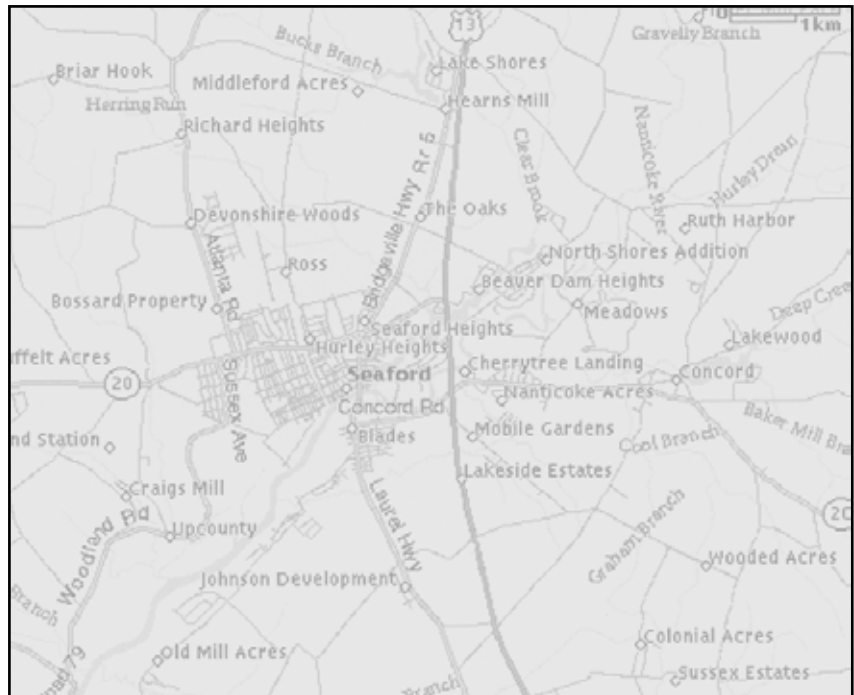 13
1km
Gravelly Branch
Bucks Branch
Lake Shores
Briar Hook
Middleford Acres
Hearns Mill
Herring Run
Richard Heights
Bridgeville Hwy Rr 5
Clear Brook
Nanticoke River
Hurley Drean
Devonshire Woods
The Oaks
Ruth Harbor
Atlanta Rd
Ross
North Shores Addition
Beaver Dam Heights
Bossard Property
Meadows
Deep Cree
Seaford Heights
Lakewood
Hurley Heights
uffelt Acres
Cherrytree Landing
20
Seaford
Concord
Sussex Ave
Nanticoke Acres
Concord Rd
Baker Mill Bra
nd Station
Blades
Mobile Gardens
Cool Branch
Lakeside Estates
Craigs Mill
Laurel Hwy
20
Woodland Rd
Upcounty
Graham Branch
Wooded Acres
Johnson Development
Branch
Colonial Acres
Old Mill Acres
oad 79
Sussex Estates
Branch